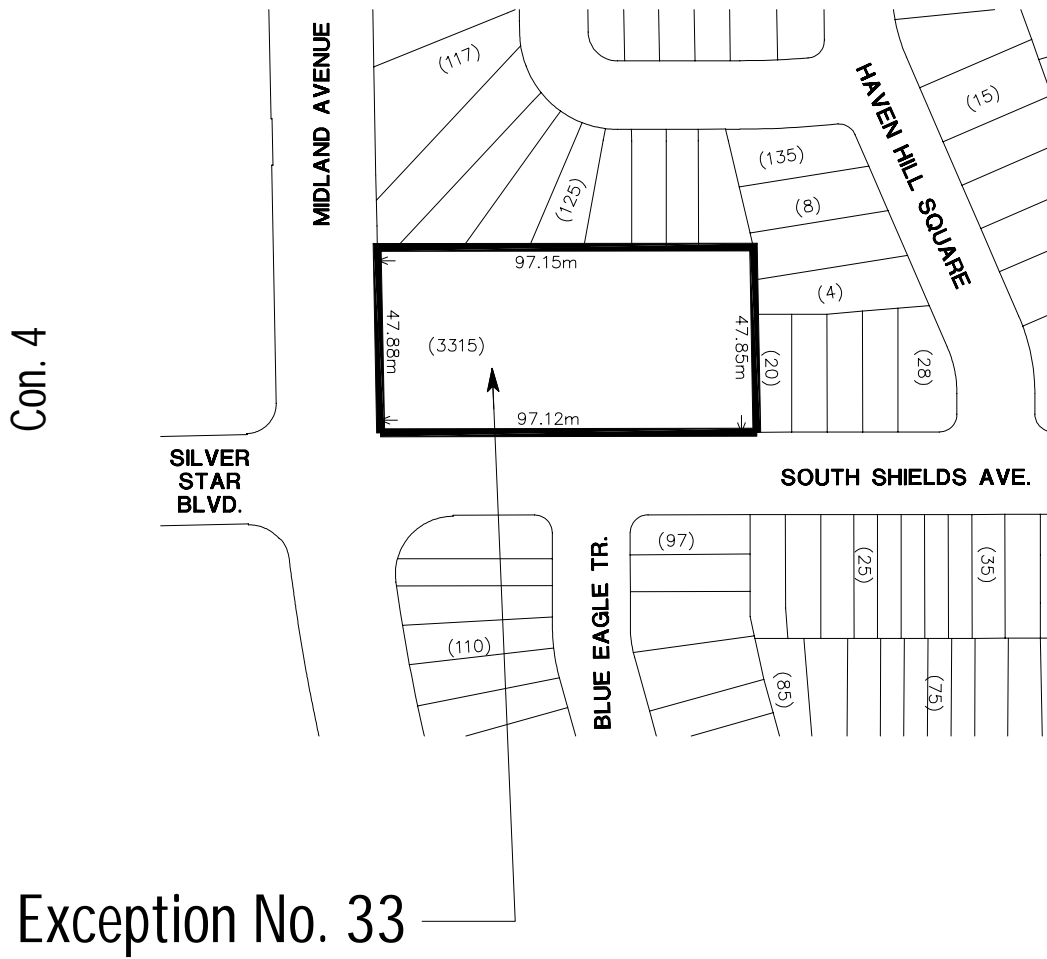 MIDLAND AVENUE
(117)
HAVEN HILL SQUARE
(15)
(135)
(125)
(8)
97.15m
(4)
Con. 4
47.88m
(3315)
47.85m
(20)
(28)
97.12m
SILVER
STAR
BLVD.
SOUTH SHIELDS AVE.
BLUE EAGLE TR.
(97)
(25)
(35)
(110)
(85)
(75)
Exception No. 33